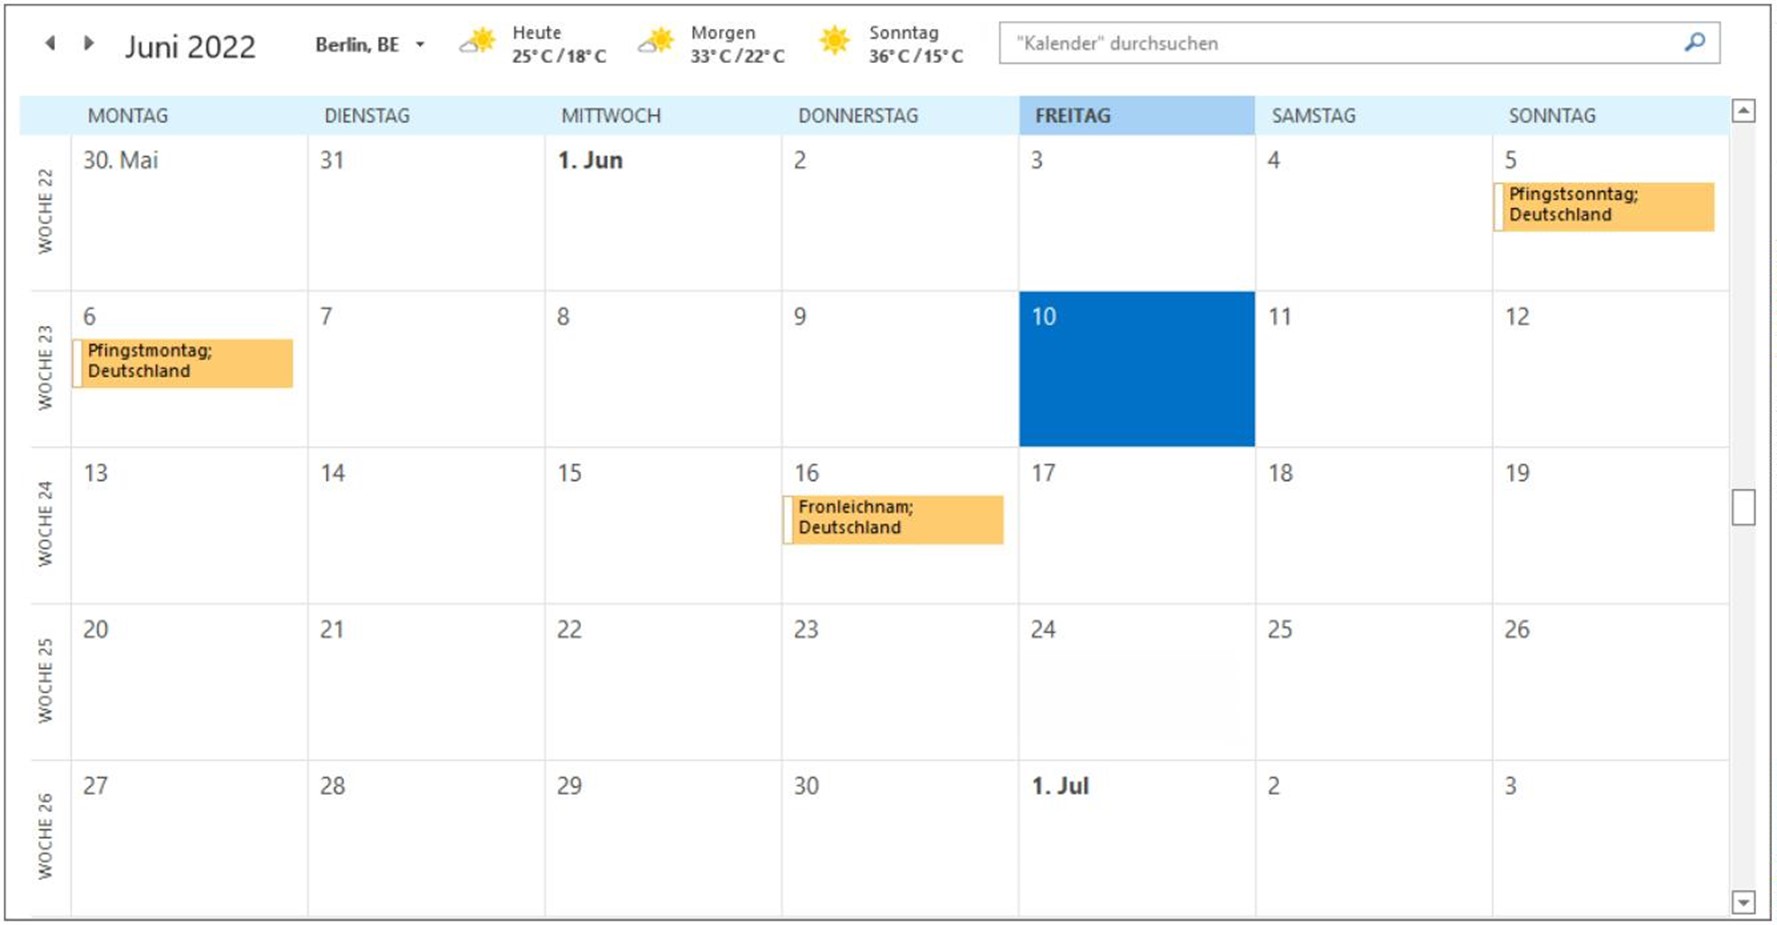 Juni 2022
Berlin, BE
Heute
25°C/18°C
Morgen
33°C/22°C
Sonntag
36°C/15°C
"Kalender" durchsuchen
MONTAG DIENSTAG MITTWOCH DONNERSTAG FREITAG SAMSTAG SONNTAG
WOCHE 22
30. Mai 31 1. Jun 2 3 4 5
Pfingstsonntag;
Deutschland
WOCHE 23
6 7 8 9 10 11 12
Pfingstmontag;
Deutschland
WOCHE 24
13 14 15 16 17 18 19
Fronleichnam;
Deutschland
WOCHE 25
20 21 22 23 24 25 26
WOCHE 26
27 28 29 30 1. Jul 2 3